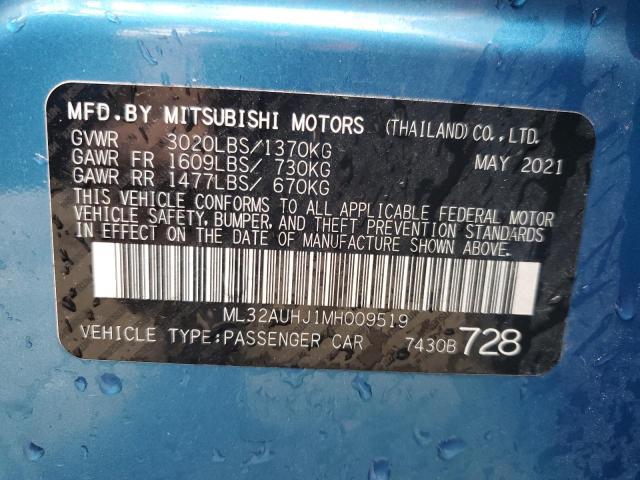 MFD.BY MITSUBISHI MOTORS (THAILAND) CO., LTD.
GVWR 3020LBS/1370KG
GAWR FR 1609LBS/ 730KG MAY 2021
GAWR RR 1477LBS/ 670KG
THIS VEHICLE CONFORMS TO ALL APPLICABLE FEDERAL MOTOR
VEHICLE SAFETY, BUMPER, AND THEFT PREVENTION STANDARDS
IN EFFECT ON THE DATE OF MANUFACTURE SHOWN ABOVE.
ML32AUHJ1MH009519
VEHICLE TYPE:PASSENGER CAR 7430B 728